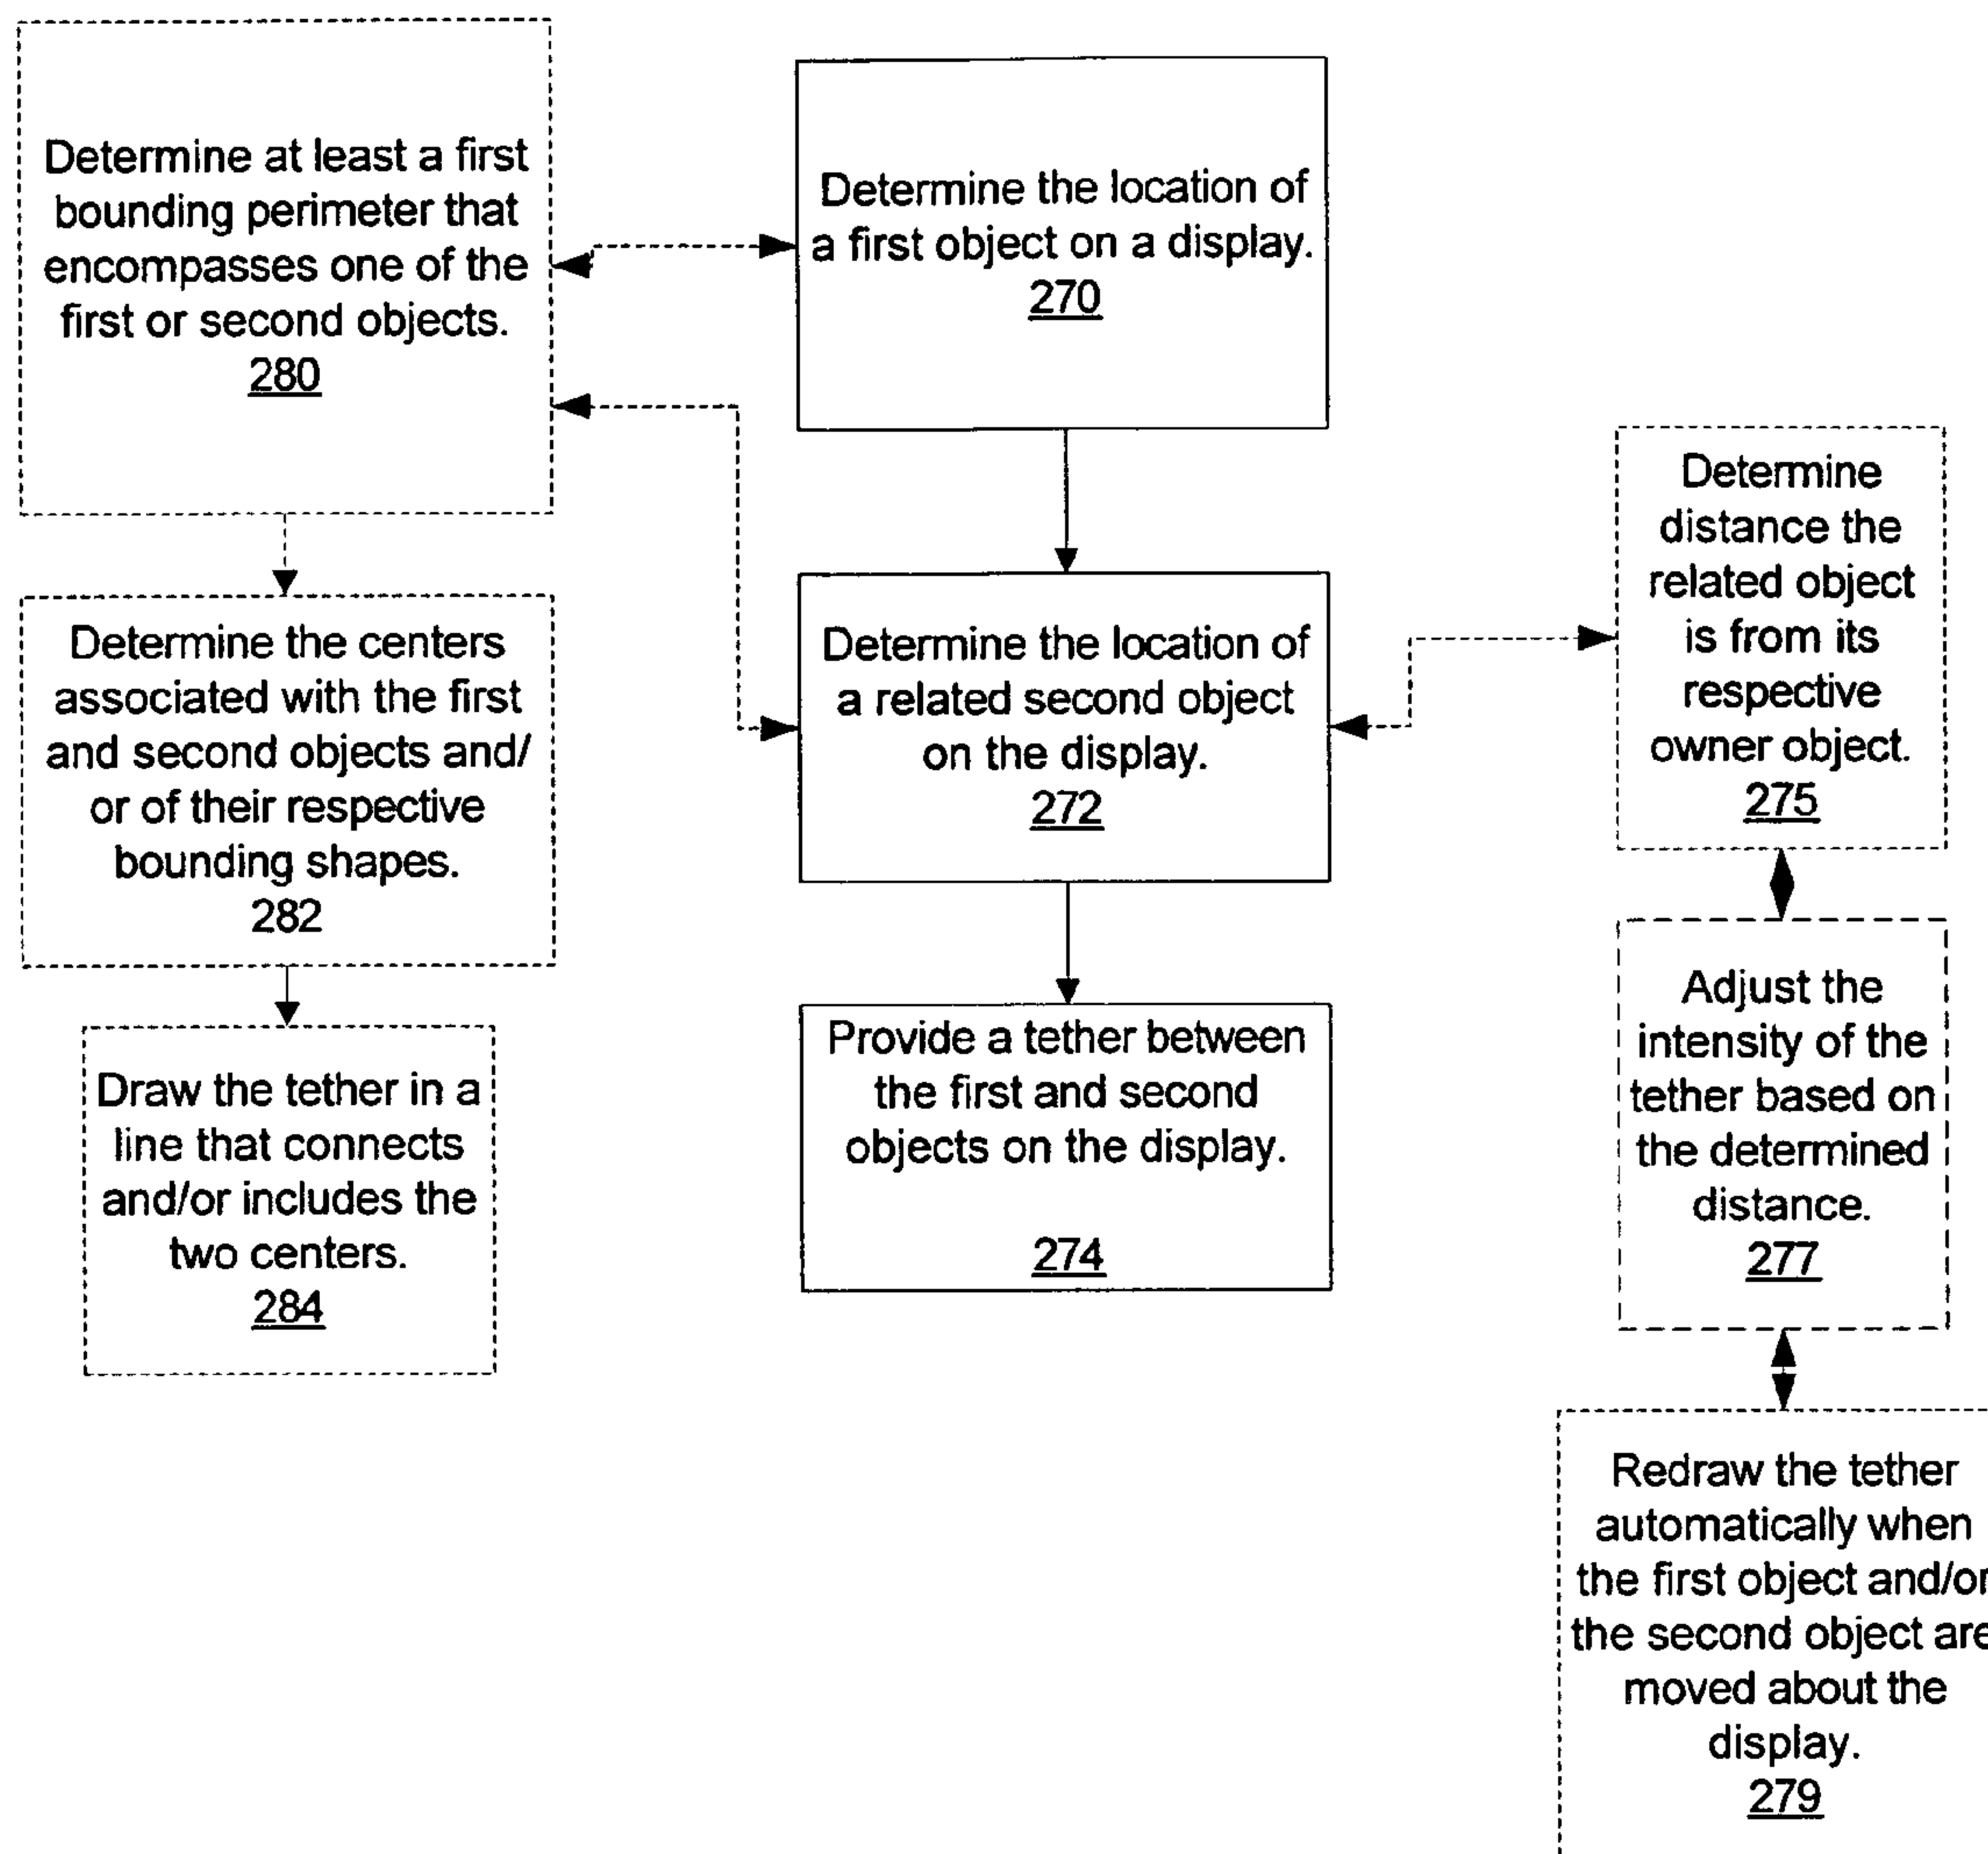 Determine at least a first
bounding perimeter that
encompasses one of the
first or second objects.
280
Determine the location of
a first object on a display.
270
Determine
distance the
related object
is from its
respective
owner object.
275
Determine the centers
associated with the first
and second objects and/
or of their respective
bounding shapes.
282
Determine the location of
a related second object
on the display.
272
Adjust the
intensity of the
tether based on
the determined
distance.
277
Draw the tether in a
line that connects
and/or includes the
two centers.
284
Provide a tether between
the first and second
objects on the display.
274
Redraw the tether
automatically when
the first object and/or
the second object are
moved about the
display.
279